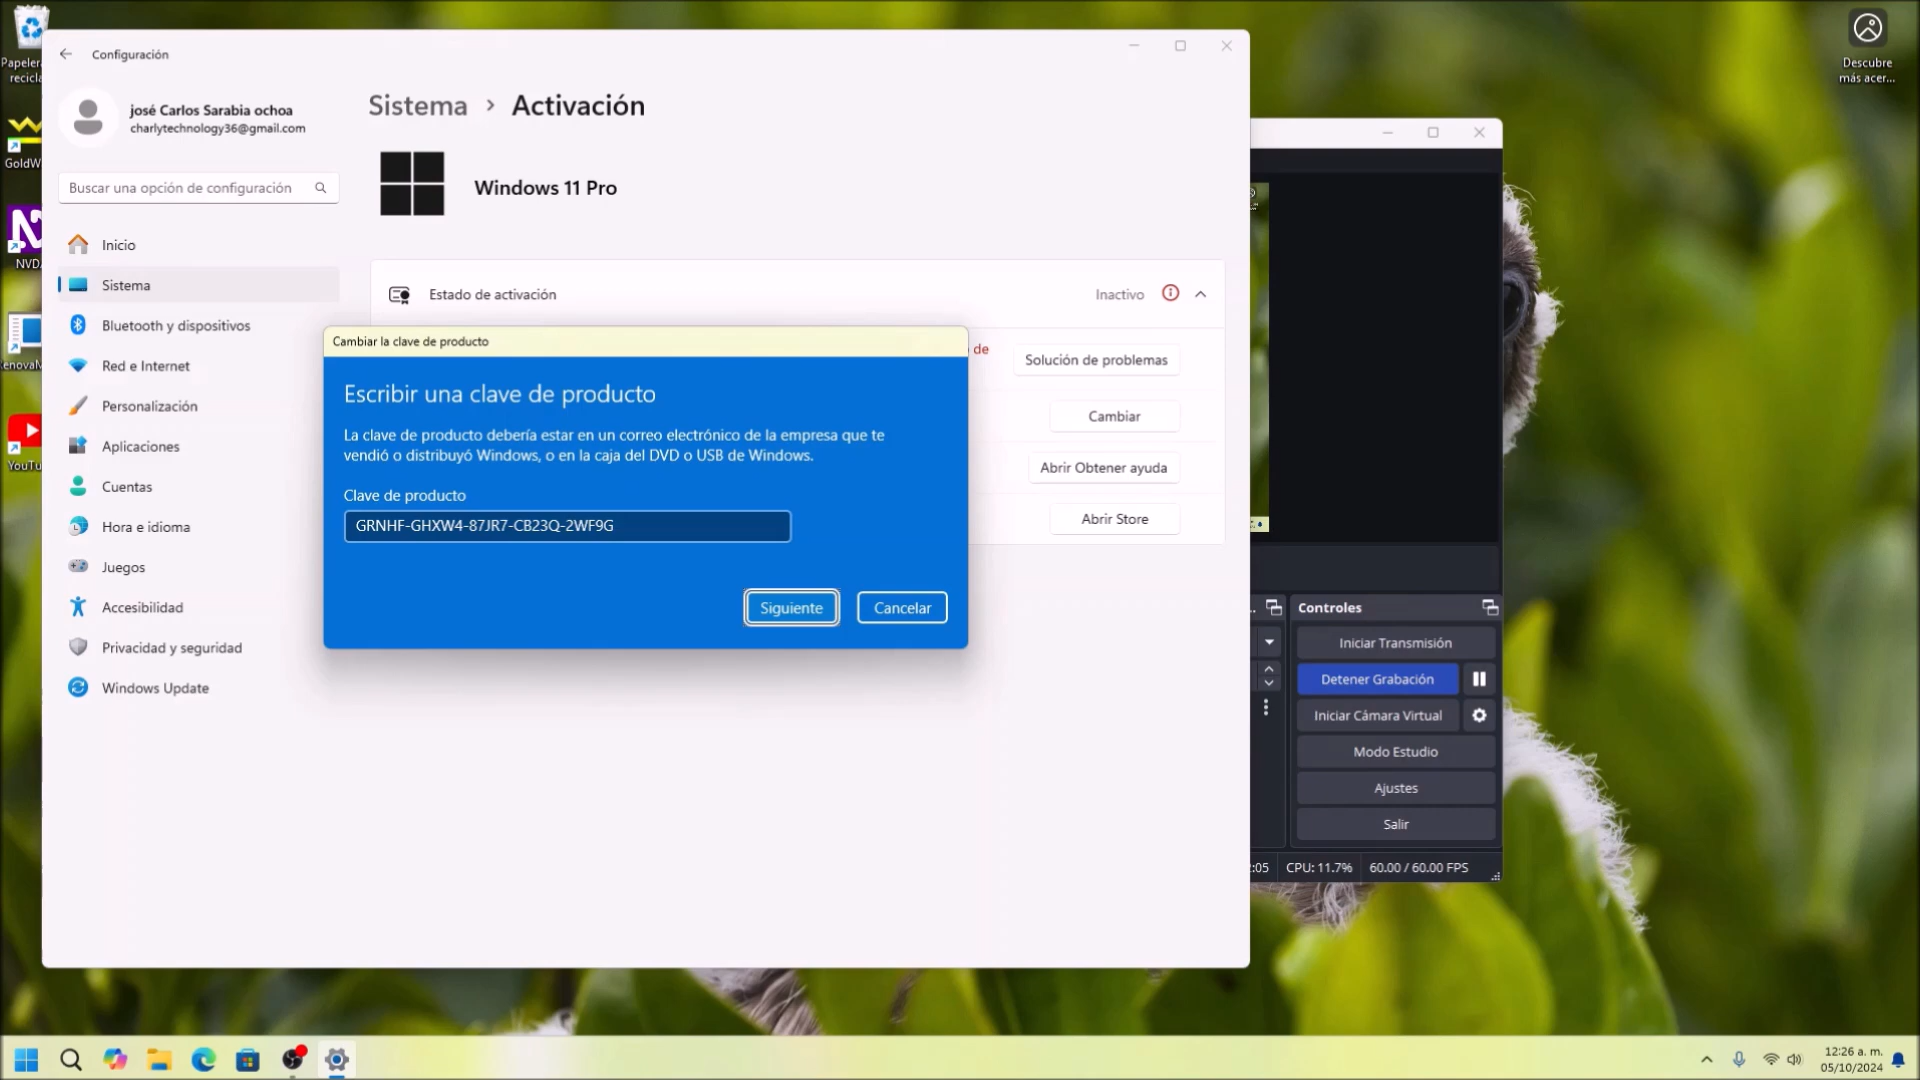 Papelera
recicla
GoldW
NVD
enovaM
YouTu
Configuración
josé Carlos Sarabia ochoa
charlytechnology36@gmail.com
Buscar una opción de configuración
Inicio
Sistema
Bluetooth y dispositivos
Red e Internet
Personalización
Aplicaciones
Cuentas
Hora e idioma
Juegos
Accesibilidad
Privacidad y seguridad
Windows Update
Sistema > Activación
Windows 11 Pro
Estado de activación
Inactivo
de
Solución de problemas
Cambiar
Abrir Obtener ayuda
Abrir Store
Cambiar la clave de producto
Escribir una clave de producto
La clave de producto debería estar en un correo electrónico de la empresa que te
vendió o distribuyó Windows, o en la caja del DVD o USB de Windows.
Clave de producto
GRNHF-GHXW4-87JR7-CB23Q-2WF9G
Siguiente
Cancelar
Controles
Iniciar Transmisión
Detener Grabación
Iniciar Cámara Virtual
Modo Estudio
Ajustes
Salir
:05
CPU: 11.7%
60.00 / 60.00 FPS
Descubre
más acer...
12:26 a. m.
05/10/2024